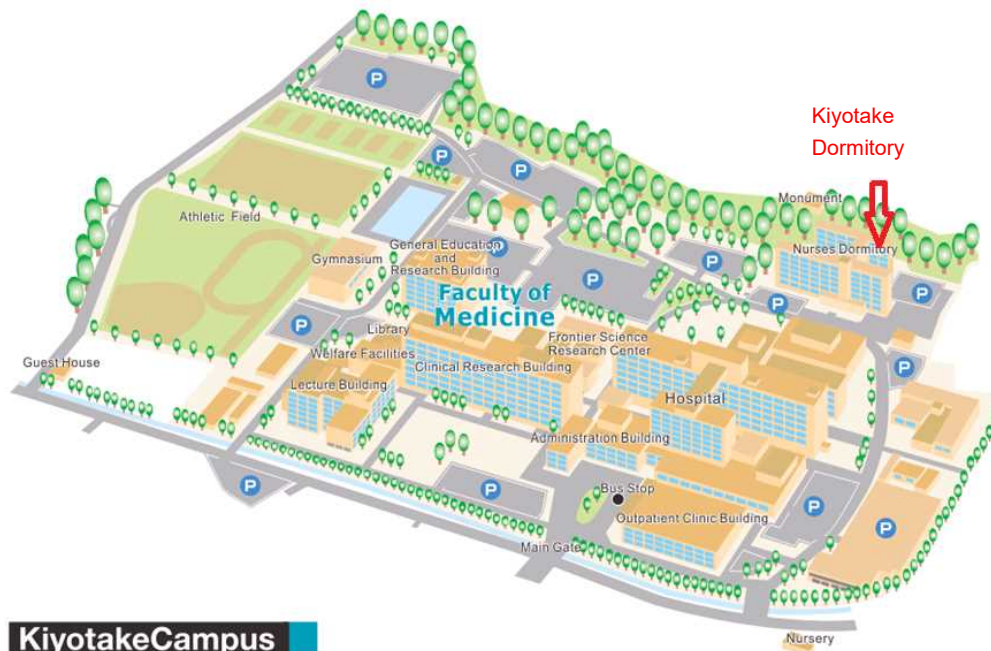 Kiyotake
Dormitory
Monument
Nurses Dormitory
Athletic Field
Gymnasium
General Education
and
Research Building
Faculty of
Medicine
Library
Welfare Facilities
Lecture Building
Clinical Research Building
Frontier Science
Research Center
Hospital
Guest House
Administration Building
Bus Stop
Outpatient Clinic Building
Main Gate
Nursery
KiyotakeCampus
P
P
P
P
P
P
P
P
P
P
P
P
P
P